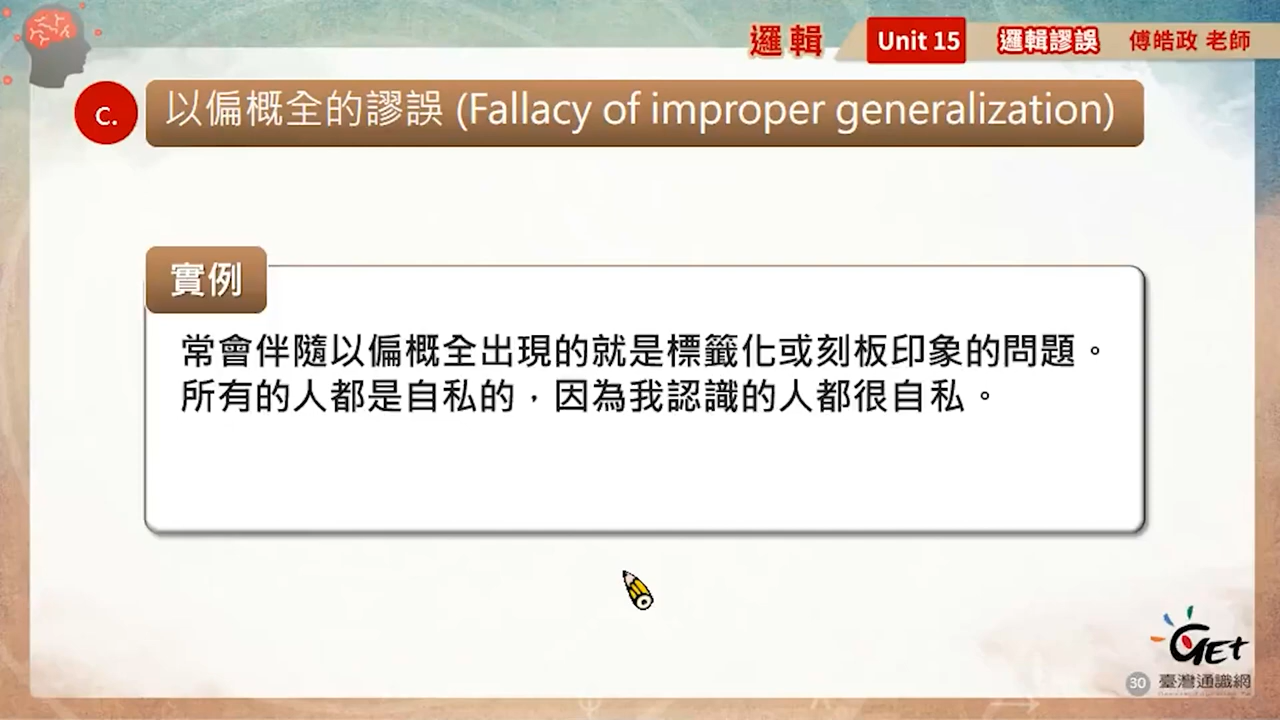 邏輯
Unit 15
邏輯謬誤
傅皓政 老師
c.
以偏概全的謬誤 (Fallacy of improper generalization)
實例
常會伴隨以偏概全出現的就是標籤化或刻板印象的問題。
所有的人都是自私的，因為我認識的人都很自私。
GET
30
臺灣通識網